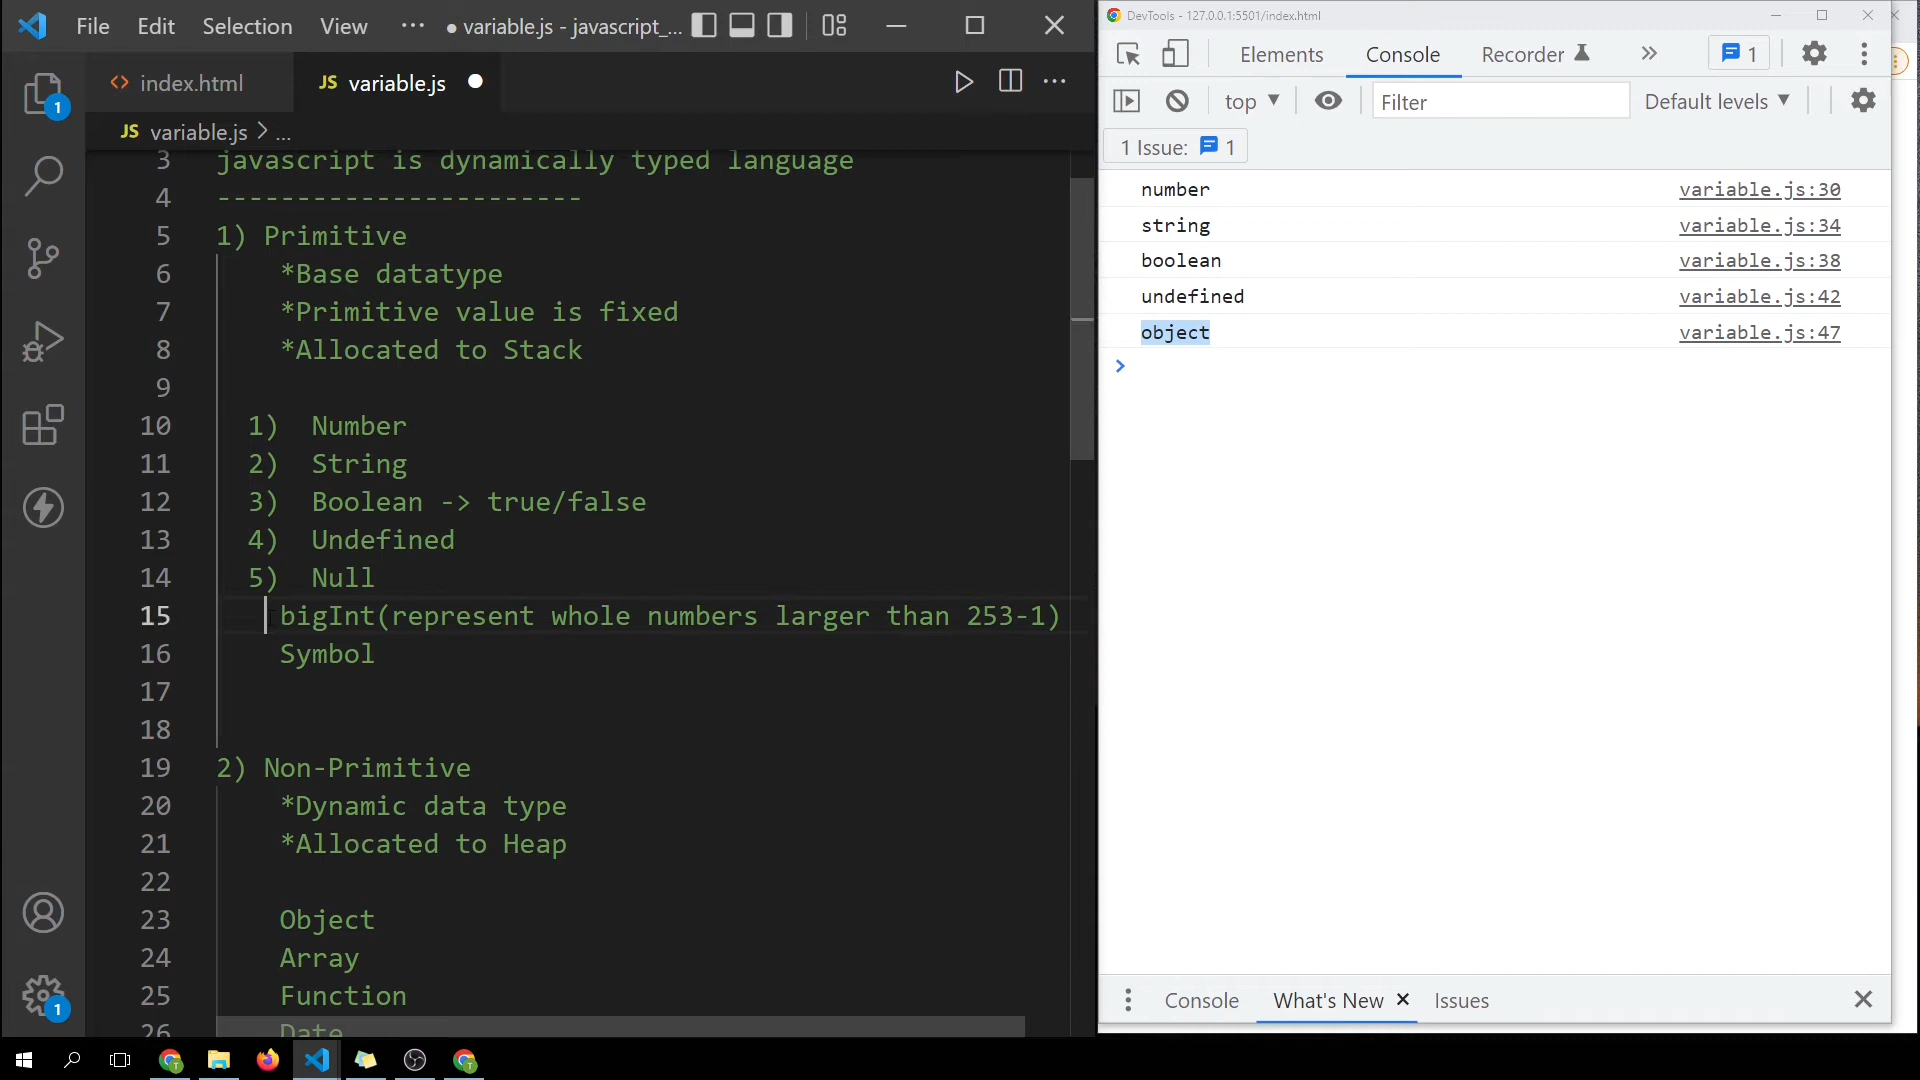 File Edit Selection View ··· ● variable.js - javascript_...
index.html JS variable.js
JS variable.js > ...
3 javascript is dynamically typed language
4 -----------------------
5 1) Primitive
6 *Base datatype
7 *Primitive value is fixed
8 *Allocated to Stack
9
10 1) Number
11 2) String
12 3) Boolean -> true/false
13 4) Undefined
14 5) Null
15 bigInt(represent whole numbers larger than 253-1)
16 Symbol
17
18
19 2) Non-Primitive
20 *Dynamic data type
21 *Allocated to Heap
22
23 Object
24 Array
25 Function
26 Date
1
1
DevTools - 127.0.0.1:5501/index.html
Elements Console Recorder 1
top Filter Default levels
1 Issue: 1
number variable.js:30
string variable.js:34
boolean variable.js:38
undefined variable.js:42
object variable.js:47
>
Console What's New Issues